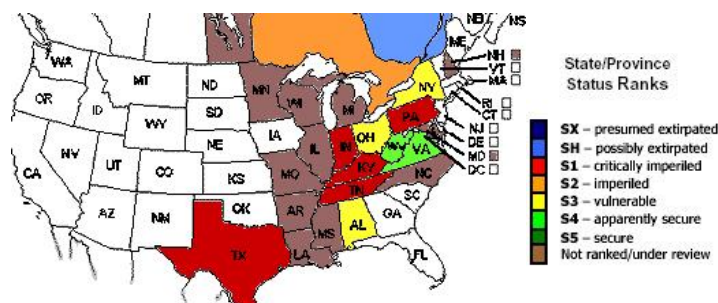 NB
NS
WA
MT
ND
MN
ME
NH
VT
MA
OR
ID
WY
SD
WI
MI
NY
RI
CT
NV
UT
CO
NE
IA
IL
IN
OH
PA
NJ
DE
MD
DC
CA
AZ
NM
KS
MO
KY
WV
VA
OK
AR
TN
NC
TX
LA
MS
AL
GA
SC
FL
State/Province
Status Ranks
SX – presumed extirpated
SH – possibly extirpated
S1 – critically imperiled
S2 – imperiled
S3 – vulnerable
S4 – apparently secure
S5 – secure
Not ranked/under review